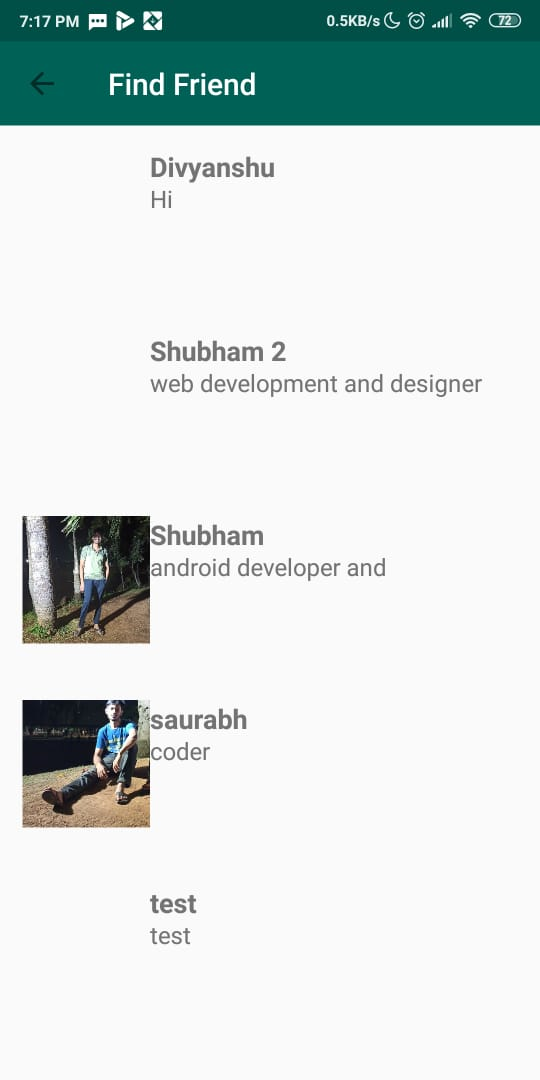 7:17 PM
0.5KB/s
72
Find Friend
Divyanshu
Hi
Shubham 2
web development and designer
Shubham
android developer and
saurabh
coder
test
test